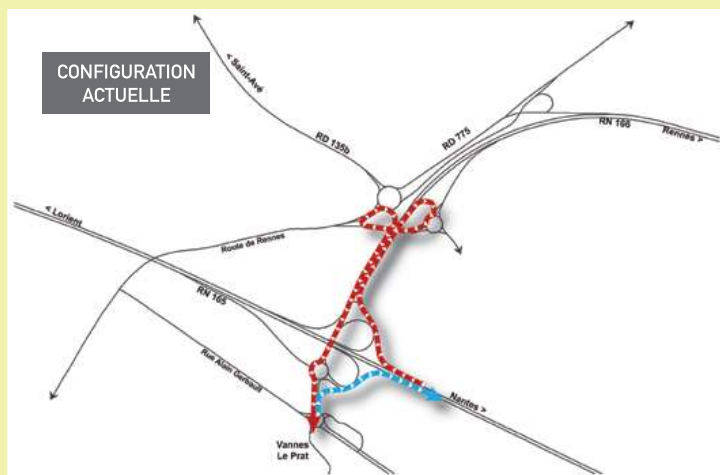 CONFIGURATION
ACTUELLE
< Saint-Avé
RD 135b
RD 775
RN 166
Rennes >
< Lorient
Route de Rennes
RN 165
Rue Alain Gerbault
Nantes >
Vannes
Le Prat